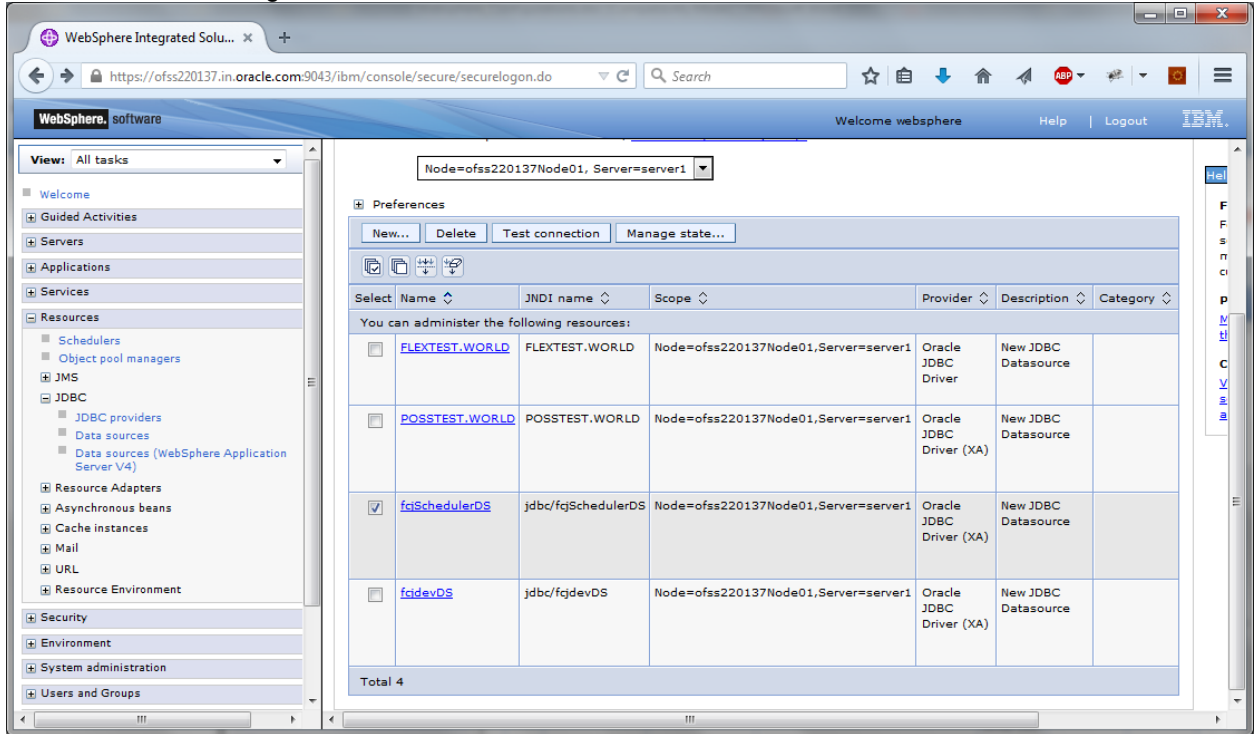 WebSphere Integrated Solu... × +
https://ofss220137.in.oracle.com:9043/ibm/console/secure/securelogon.do
Search
ABP
WebSphere. software
Welcome websphere
Help | Logout
IBM.
View: All tasks
Welcome
Guided Activities
Servers
Applications
Services
Resources
Schedulers
Object pool managers
JMS
JDBC
JDBC providers
Data sources
Data sources (WebSphere Application
Server V4)
Resource Adapters
Asynchronous beans
Cache instances
Mail
URL
Resource Environment
Security
Environment
System administration
Users and Groups
Node=ofss220137Node01, Server=server1
Preferences
New... Delete Test connection Manage state...
Select Name JNDI name Scope Provider Description Category
You can administer the following resources:
FLEXTEST.WORLD FLEXTEST.WORLD Node=ofss220137Node01,Server=server1 Oracle New JDBC
JDBC Datasource
Driver
POSSTEST.WORLD POSSTEST.WORLD Node=ofss220137Node01,Server=server1 Oracle New JDBC
JDBC Datasource
Driver (XA)
fcjSchedulerDS jdbc/fcjSchedulerDS Node=ofss220137Node01,Server=server1 Oracle New JDBC
JDBC Datasource
Driver (XA)
fcjdevDS jdbc/fcjdevDS Node=ofss220137Node01,Server=server1 Oracle New JDBC
JDBC Datasource
Driver (XA)
Total 4
Hel